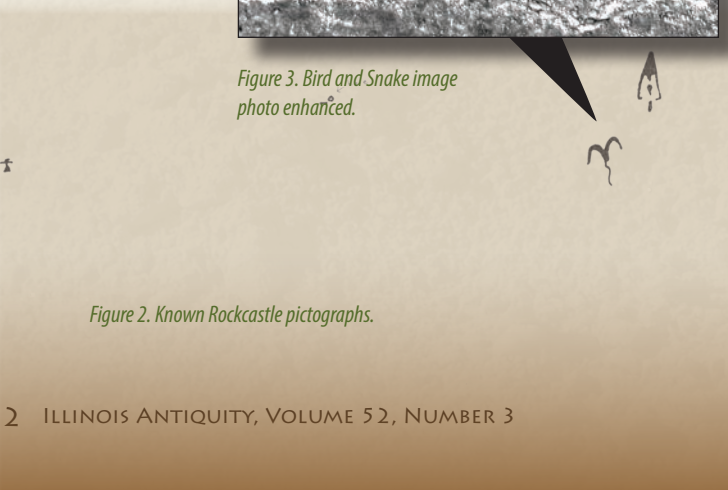 Figure 3. Bird and Snake image
photo enhanced.
Figure 2. Known Rockcastle pictographs.
2 Illinois Antiquity, Volume 52, Number 3